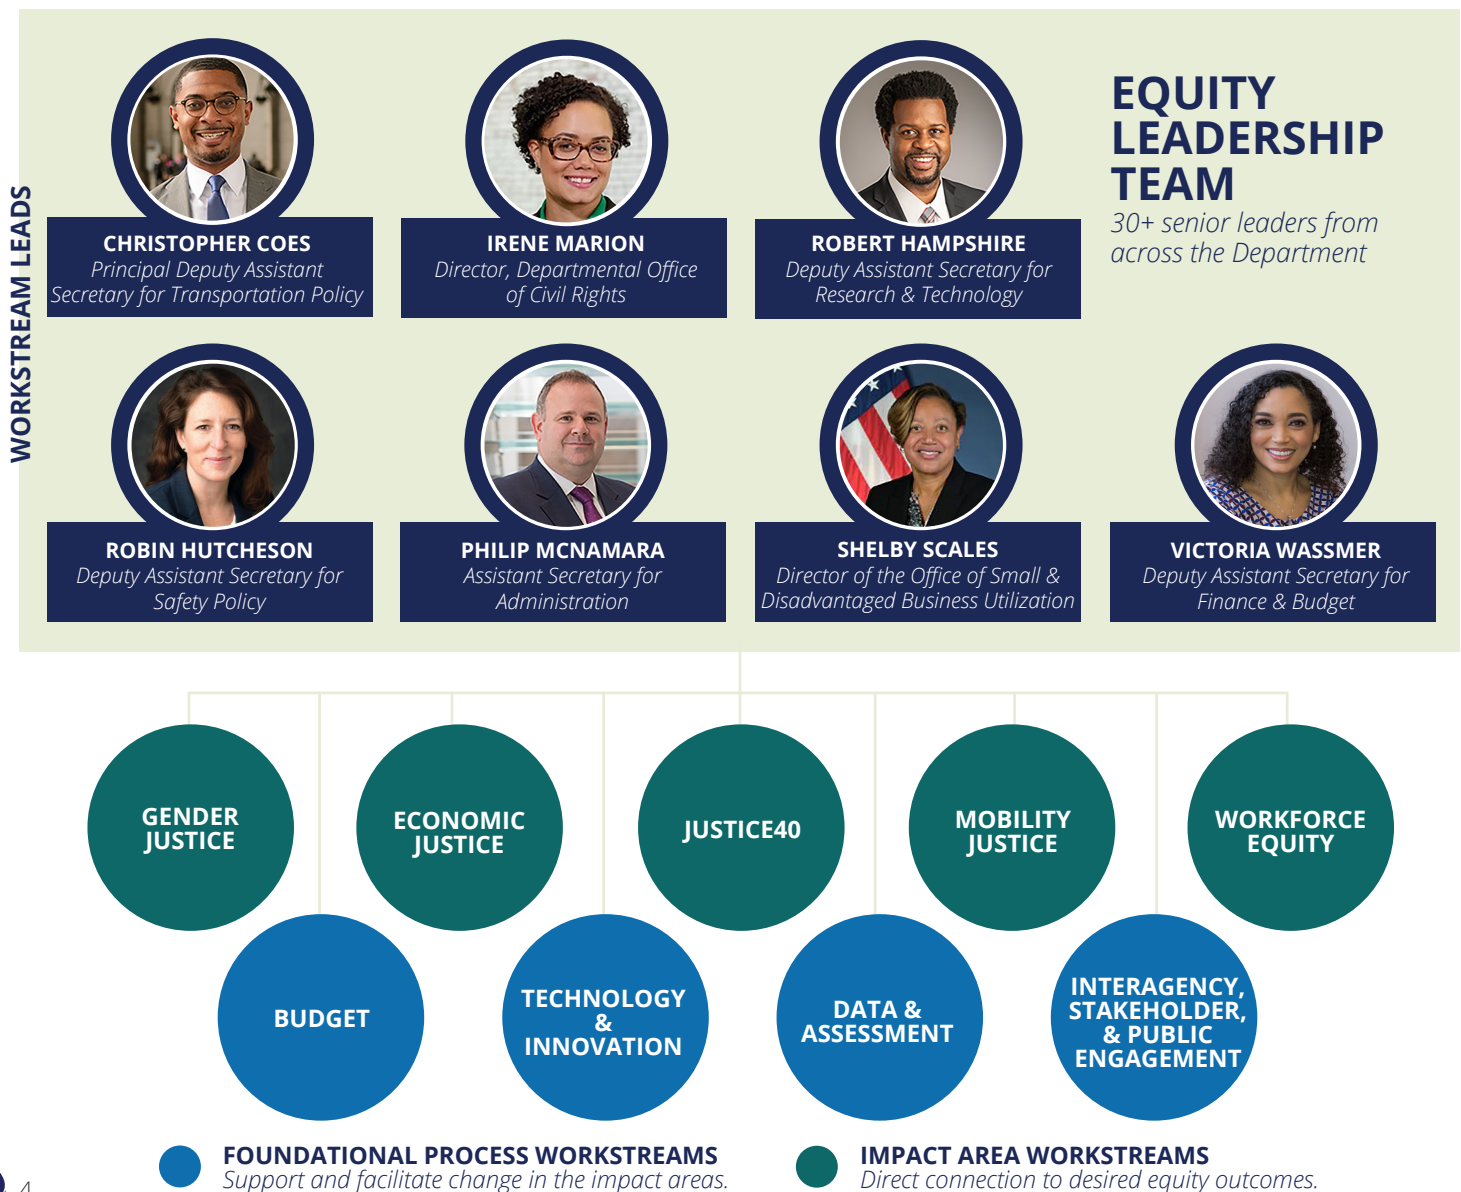 WORKSTREAM LEADS
CHRISTOPHER COES
Principal Deputy Assistant
Secretary for Transportation Policy
IRENE MARION
Director, Departmental Office
of Civil Rights
ROBERT HAMPSHIRE
Deputy Assistant Secretary for
Research & Technology
EQUITY
LEADERSHIP
TEAM
30+ senior leaders from
across the Department
ROBIN HUTCHESON
Deputy Assistant Secretary for
Safety Policy
PHILIP MCNAMARA
Assistant Secretary for
Administration
SHELBY SCALES
Director of the Office of Small &
Disadvantaged Business Utilization
VICTORIA WASSMER
Deputy Assistant Secretary for
Finance & Budget
GENDER
JUSTICE
ECONOMIC
JUSTICE
JUSTICE40
MOBILITY
JUSTICE
WORKFORCE
EQUITY
BUDGET
TECHNOLOGY
&
INNOVATION
DATA &
ASSESSMENT
INTERAGENCY,
STAKEHOLDER,
& PUBLIC
ENGAGEMENT
FOUNDATIONAL PROCESS WORKSTREAMS
Support and facilitate change in the impact areas.
IMPACT AREA WORKSTREAMS
Direct connection to desired equity outcomes.
4